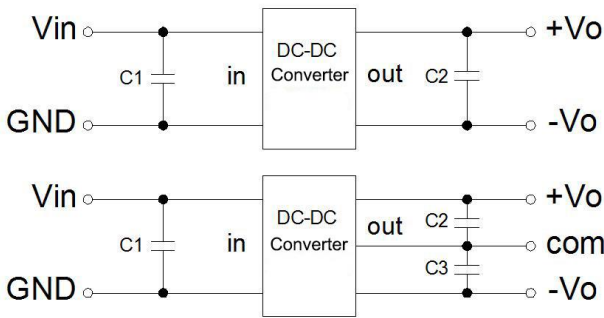 Vin
+Vo
DC-DC
Converter
C1
in
out
C2
GND
-Vo
Vin
+Vo
DC-DC
Converter
C1
in
out
C2
com
C3
GND
-Vo